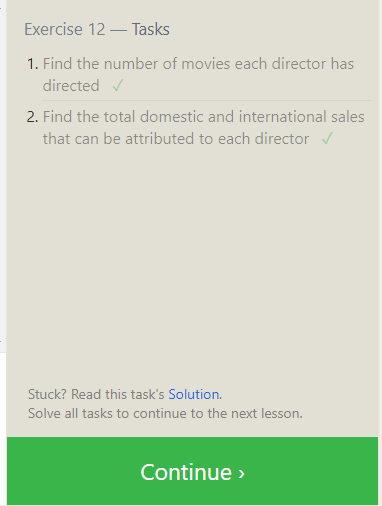 Exercise 12 — Tasks
1. Find the number of movies each director has
directed ✓
2. Find the total domestic and international sales
that can be attributed to each director ✓
Stuck? Read this task's Solution.
Solve all tasks to continue to the next lesson.
Continue ›